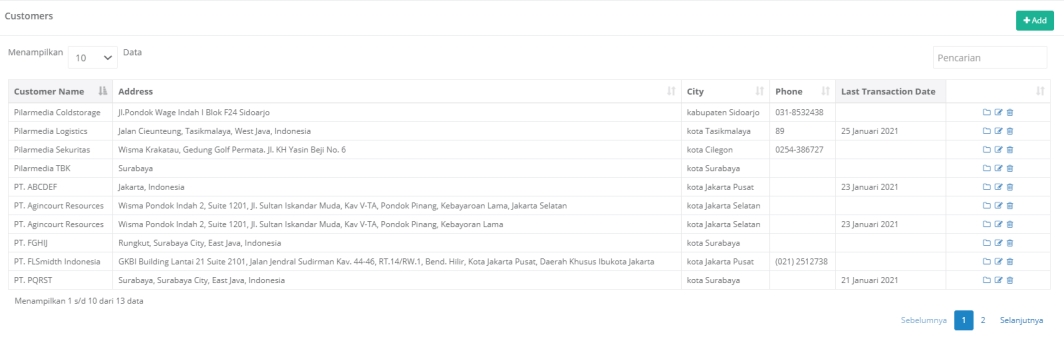 Customers
+ Add
Menampilkan 10 Data
Pencarian
Customer Name Address City Phone Last Transaction Date
Pilarmedia Coldstorage Jl.Pondok Wage Indah I Blok F24 Sidoarjo kabupaten Sidoarjo 031-8532438
Pilarmedia Logistics Jalan Cieunteung, Tasikmalaya, West Java, Indonesia kota Tasikmalaya 89 25 Januari 2021
Pilarmedia Sekuritas Wisma Krakatau, Gedung Golf Permata. Jl. KH Yasin Beji No. 6 kota Cilegon 0254-386727
Pilarmedia TBK Surabaya kota Surabaya
PT. ABCDEF Jakarta, Indonesia kota Jakarta Pusat 23 Januari 2021
PT. Agincourt Resources Wisma Pondok Indah 2, Suite 1201, Jl. Sultan Iskandar Muda, Kav V-TA, Pondok Pinang, Kebayaroan Lama, Jakarta Selatan kota Jakarta Selatan
PT. Agincourt Resources Wisma Pondok Indah 2, Suite 1201, Jl. Sultan Iskandar Muda, Kav V-TA, Pondok Pinang, Kebayoran Lama kota Jakarta Selatan 23 Januari 2021
PT. FGHIJ Rungkut, Surabaya City, East Java, Indonesia kota Surabaya
PT. FLSmidth Indonesia GKBI Building Lantai 21 Suite 2101, Jalan Jendral Sudirman Kav. 44-46, RT.14/RW.1, Bend. Hilir, Kota Jakarta Pusat, Daerah Khusus Ibukota Jakarta kota Jakarta Pusat (021) 2512738
PT. PQRST Surabaya, Surabaya City, East Java, Indonesia kota Surabaya 21 Januari 2021
Menampilkan 1 s/d 10 dari 13 data
Sebelumnya 1 2 Selanjutnya